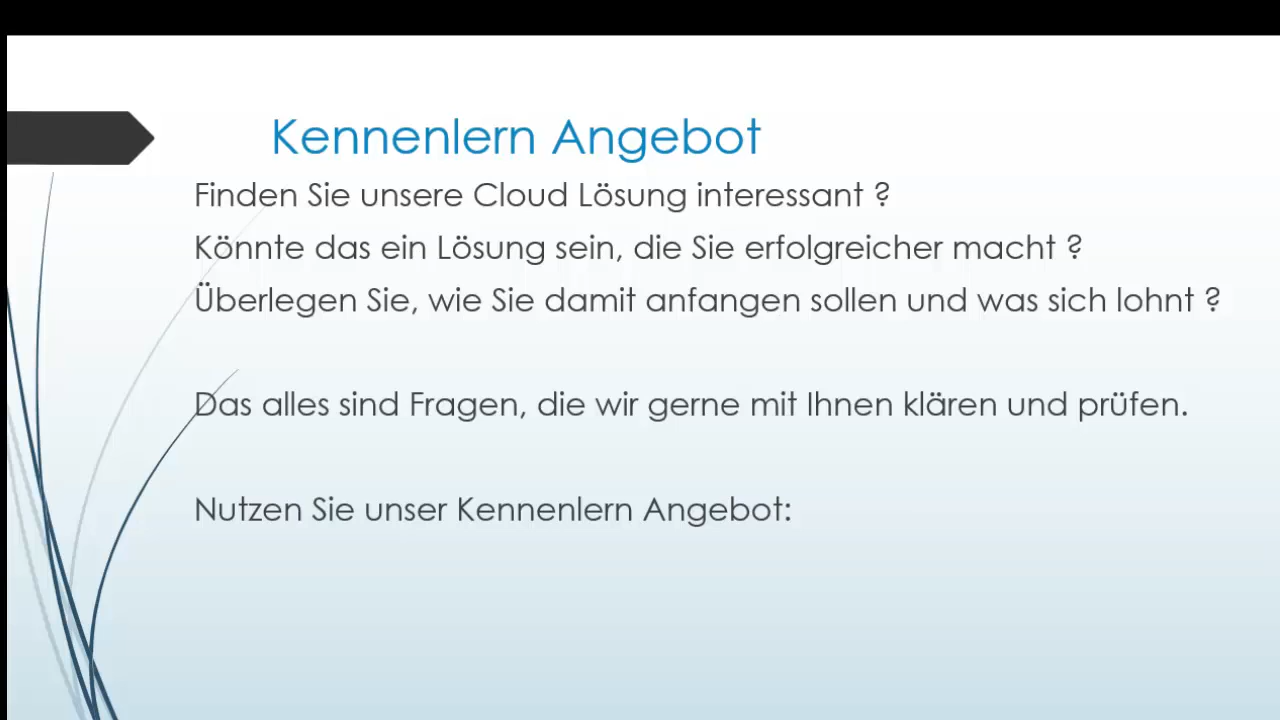 Kennenlern Angebot
Finden Sie unsere Cloud Lösung interessant ?
Könnte das ein Lösung sein, die Sie erfolgreicher macht ?
Überlegen Sie, wie Sie damit anfangen sollen und was sich lohnt ?
Das alles sind Fragen, die wir gerne mit Ihnen klären und prüfen.
Nutzen Sie unser Kennenlern Angebot: